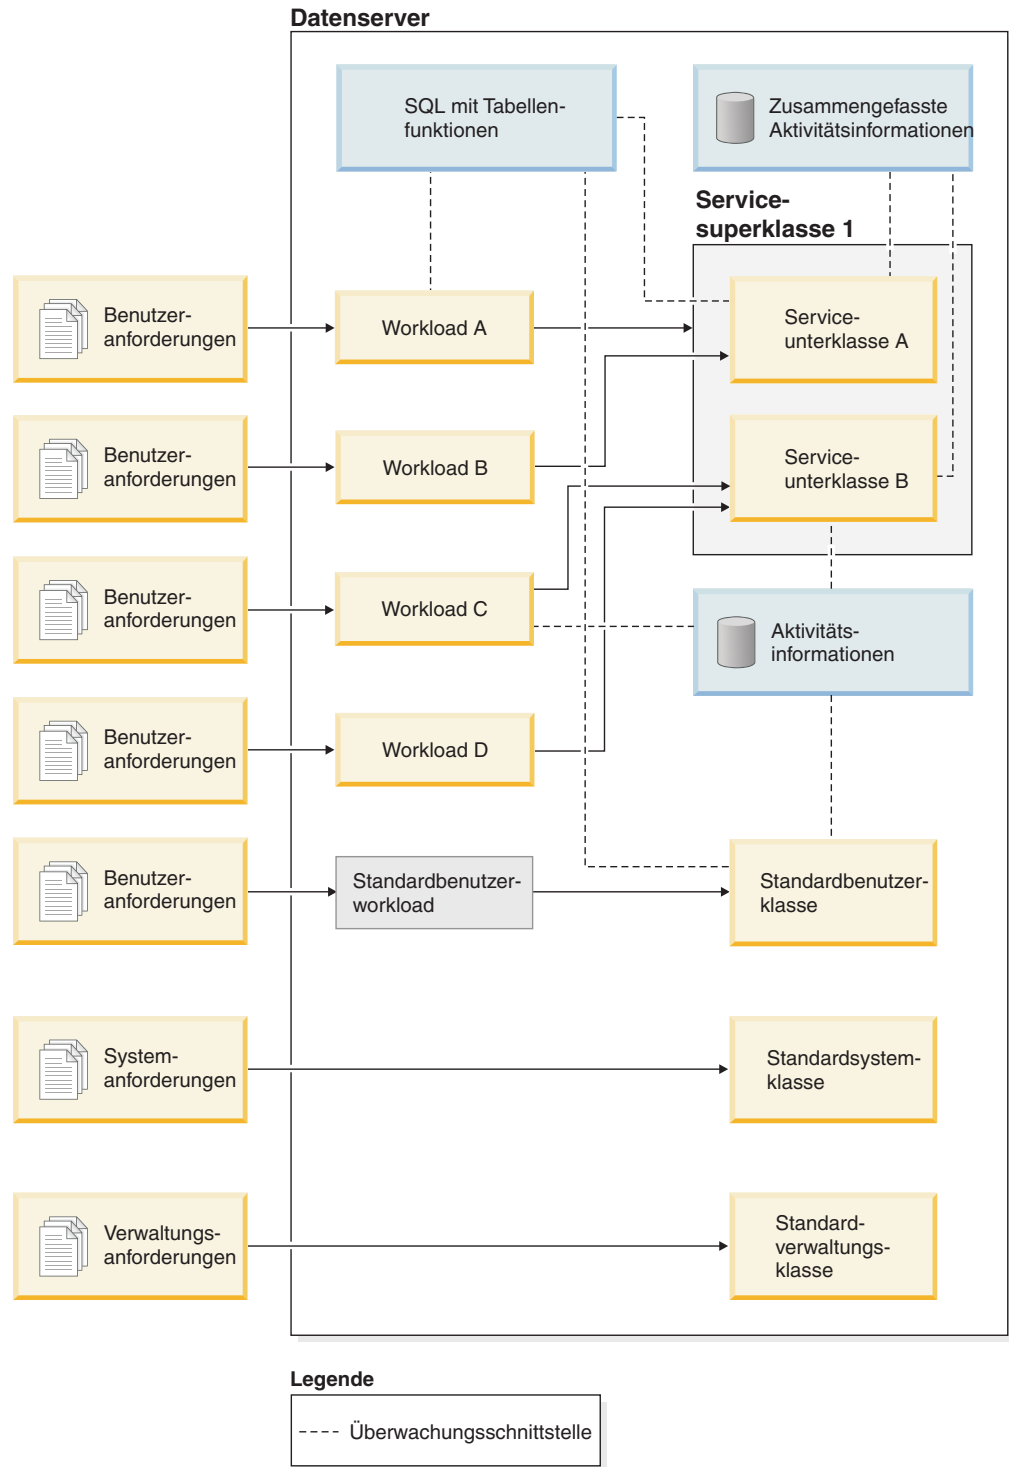 Datenserver
SQL mit Tabellen-
funktionen
Zusammengefasste
Aktivitätsinformationen
Service-
superklasse 1
Benutzer-
anforderungen
Workload A
Service-
unterklasse A
Benutzer-
anforderungen
Workload B
Service-
unterklasse B
Benutzer-
anforderungen
Workload C
Aktivitäts-
informationen
Benutzer-
anforderungen
Workload D
Benutzer-
anforderungen
Standardbenutzer-
workload
Standardbenutzer-
klasse
System-
anforderungen
Standardsystem-
klasse
Verwaltungs-
anforderungen
Standard-
verwaltungs-
klasse
Legende
Überwachungsschnittstelle